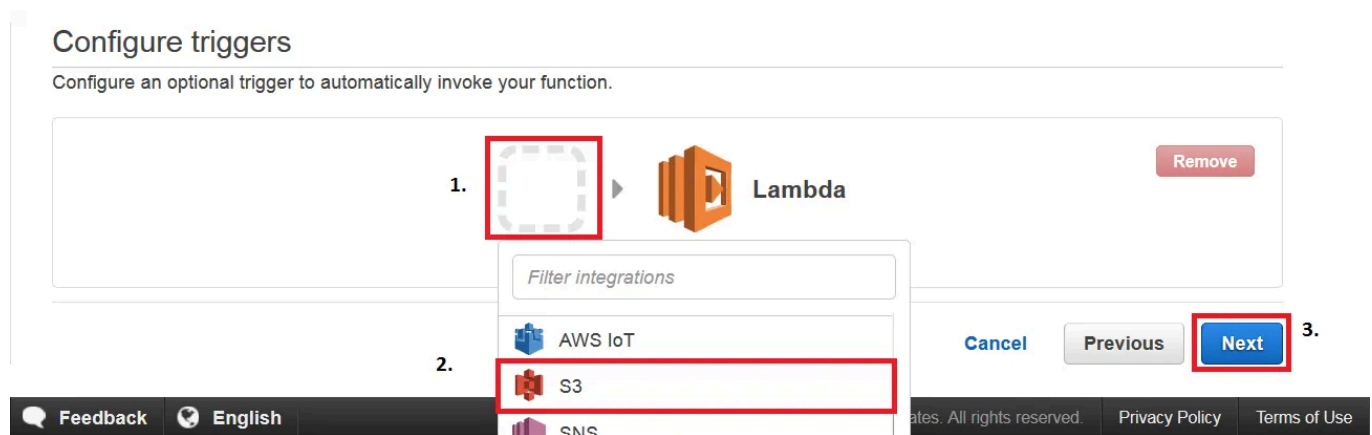 Configure triggers
Configure an optional trigger to automatically invoke your function.
Remove
1.
Lambda
Filter integrations
AWS IoT
Cancel
Previous
Next
3.
2.
S3
Feedback
English
SNS
All rights reserved.
Privacy Policy
Terms of Use